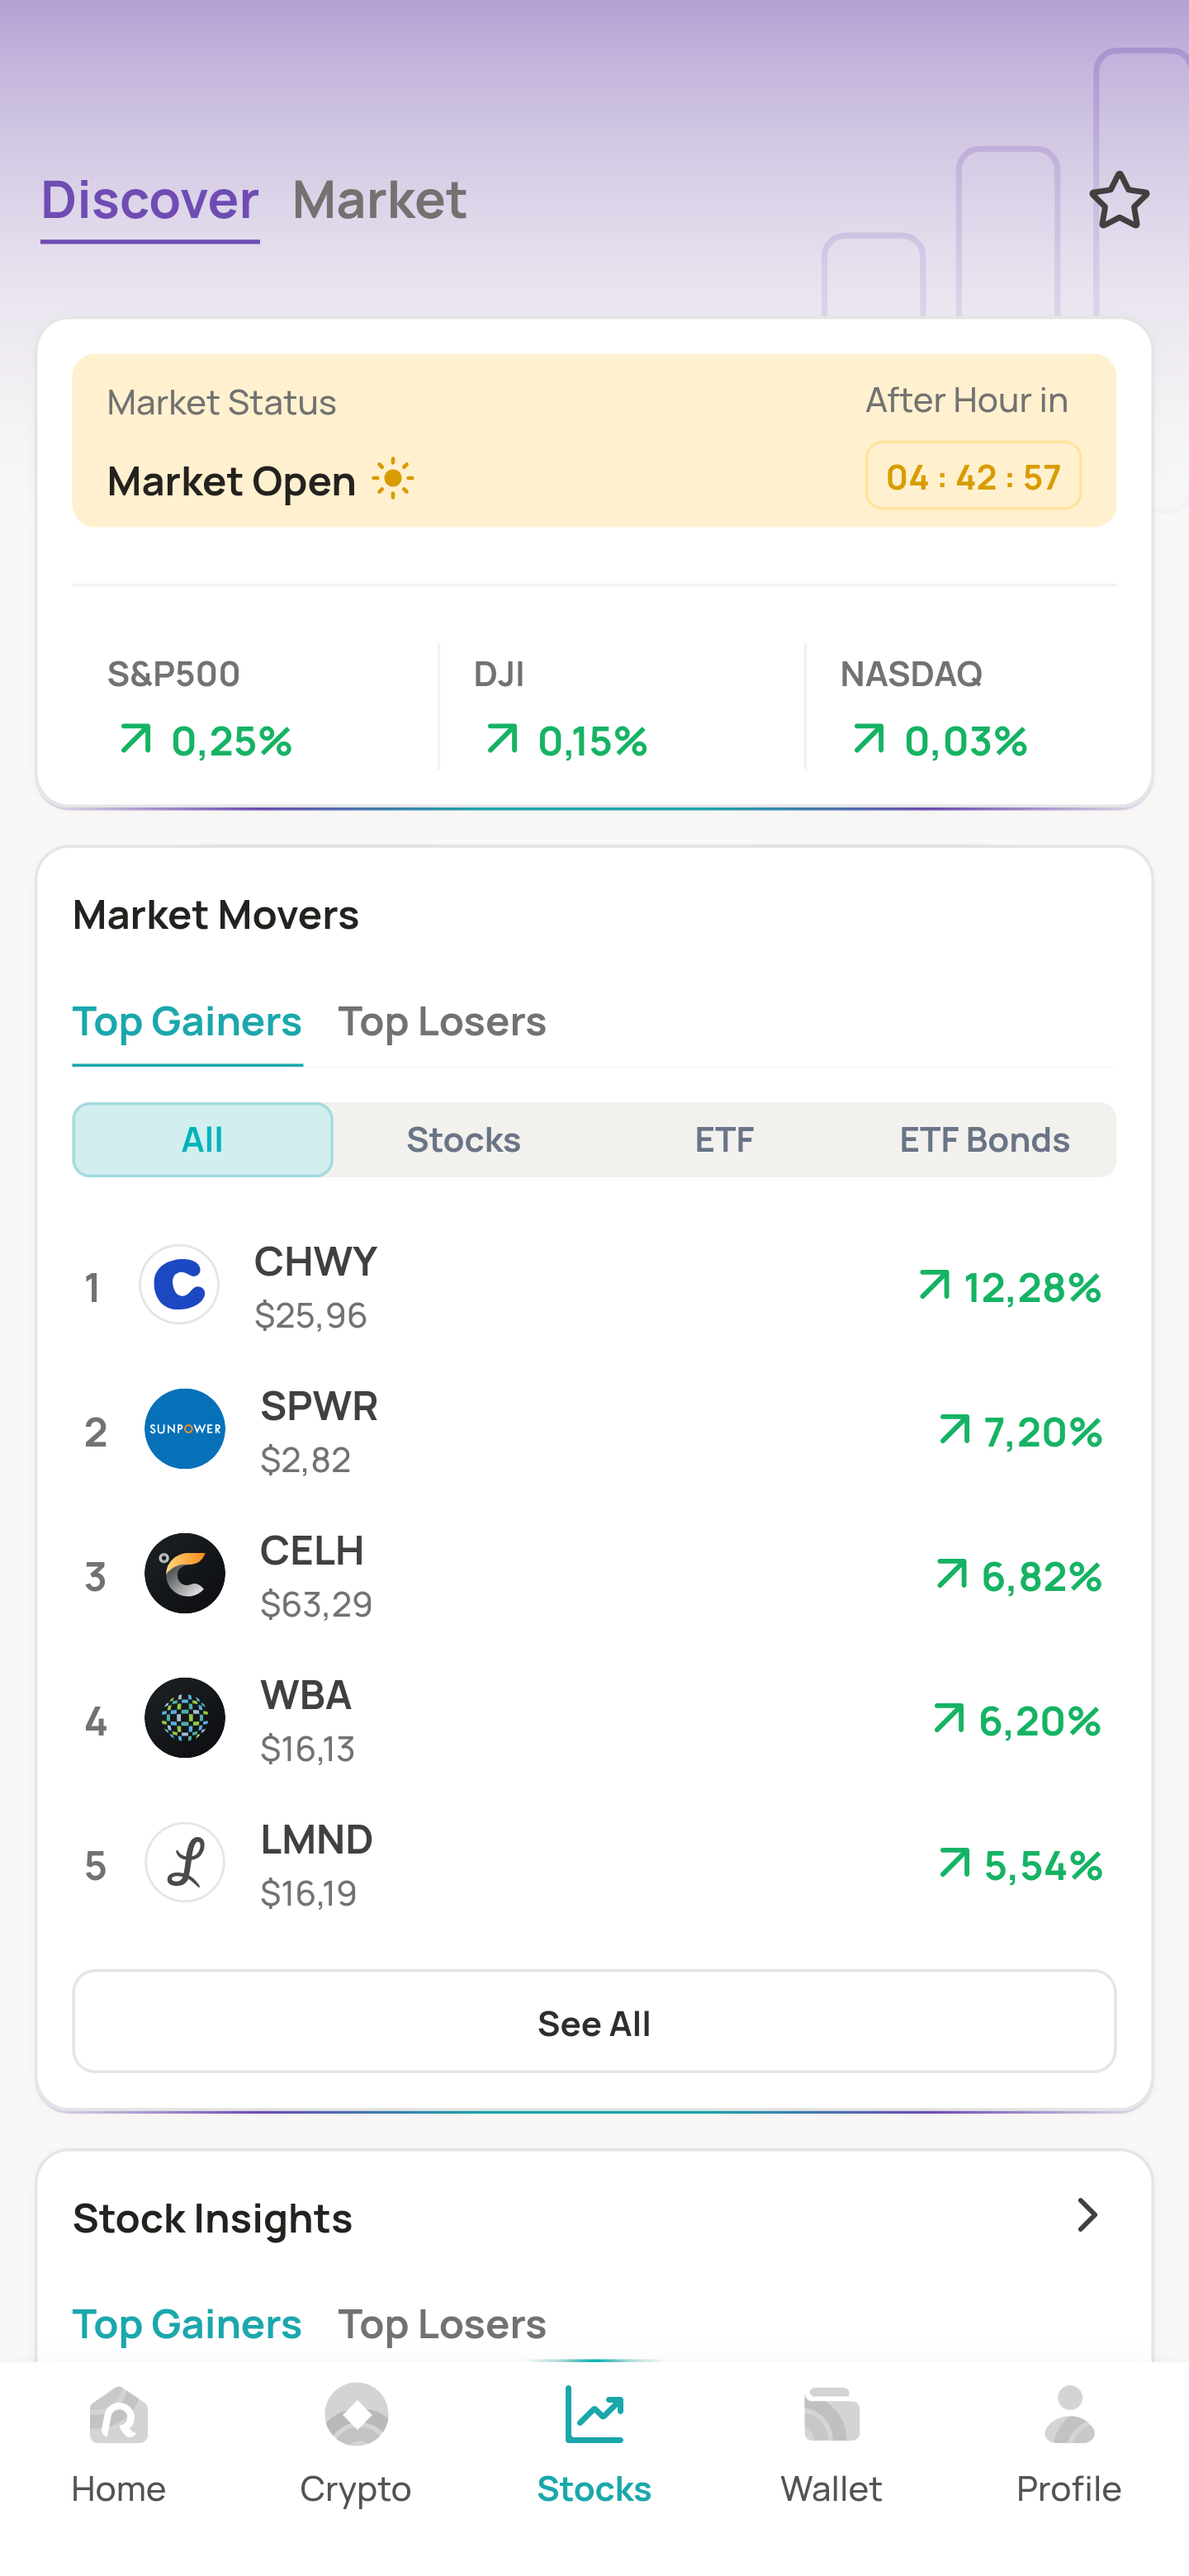 Discover Market
Market Status
After Hour in
Market Open
04 : 42 : 57
S&P500 DJI NASDAQ
0,25% 0,15% 0,03%
Market Movers
Top Gainers Top Losers
All Stocks ETF ETF Bonds
1 CHWY 12,28%
$25,96
2 SUNPOWER SPWR 7,20%
$2,82
3 CELH 6,82%
$63,29
4 WBA 6,20%
$16,13
5 LMND 5,54%
$16,19
See All
Stock Insights
Top Gainers Top Losers
Home Crypto Stocks Wallet Profile